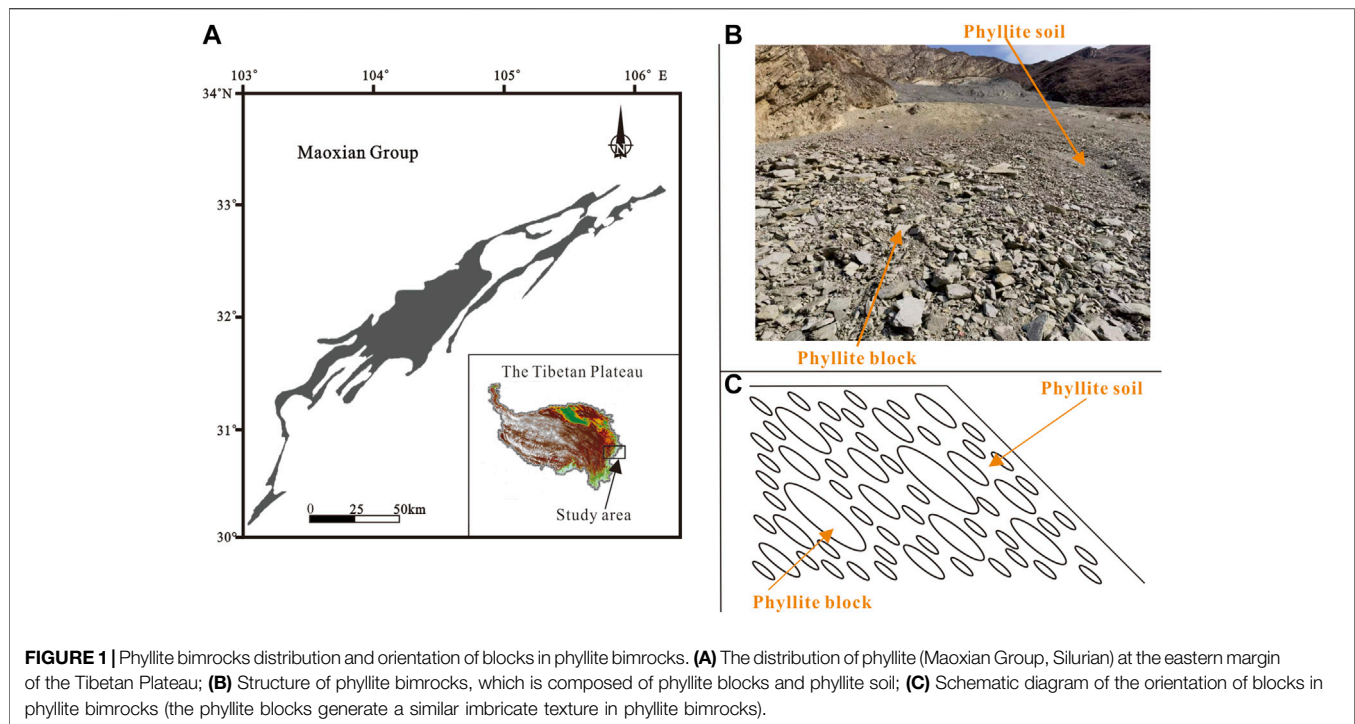 A
103°
104°
105°
106° E
34°N
Maoxian Group
N
33°
32°
31°
30°
0 25 50km
The Tibetan Plateau
Study area
B
Phyllite soil
Phyllite block
C
Phyllite soil
Phyllite block
FIGURE 1 | Phyllite bimrocks distribution and orientation of blocks in phyllite bimrocks. (A) The distribution of phyllite (Maoxian Group, Silurian) at the eastern margin
of the Tibetan Plateau; (B) Structure of phyllite bimrocks, which is composed of phyllite blocks and phyllite soil; (C) Schematic diagram of the orientation of blocks in
phyllite bimrocks (the phyllite blocks generate a similar imbricate texture in phyllite bimrocks).